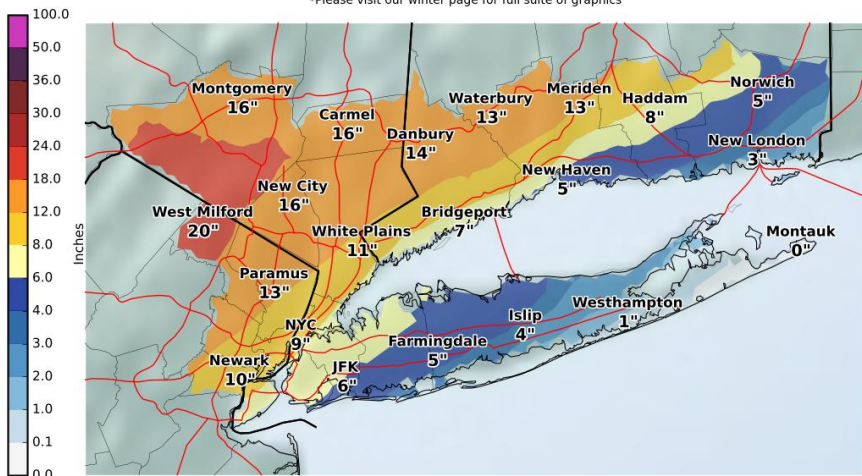 *Please visit our winter page for full suite of graphics
100.0
50.0
36.0
30.0
24.0
18.0
12.0
8.0
6.0
4.0
3.0
2.0
1.0
0.1
0.0
Inches
Montgomery
16"
Carmel
16"
Waterbury
13"
Meriden
13"
Haddam
8"
Norwich
5"
Danbury
14"
New London
3"
New City
16"
New Haven
5"
West Milford
20"
White Plains
11"
Bridgeport
7"
Montauk
0"
Paramus
13"
Westhampton
1"
NYC
9"
Islip
4"
Farmingdale
5"
Newark
10"
JFK
6"